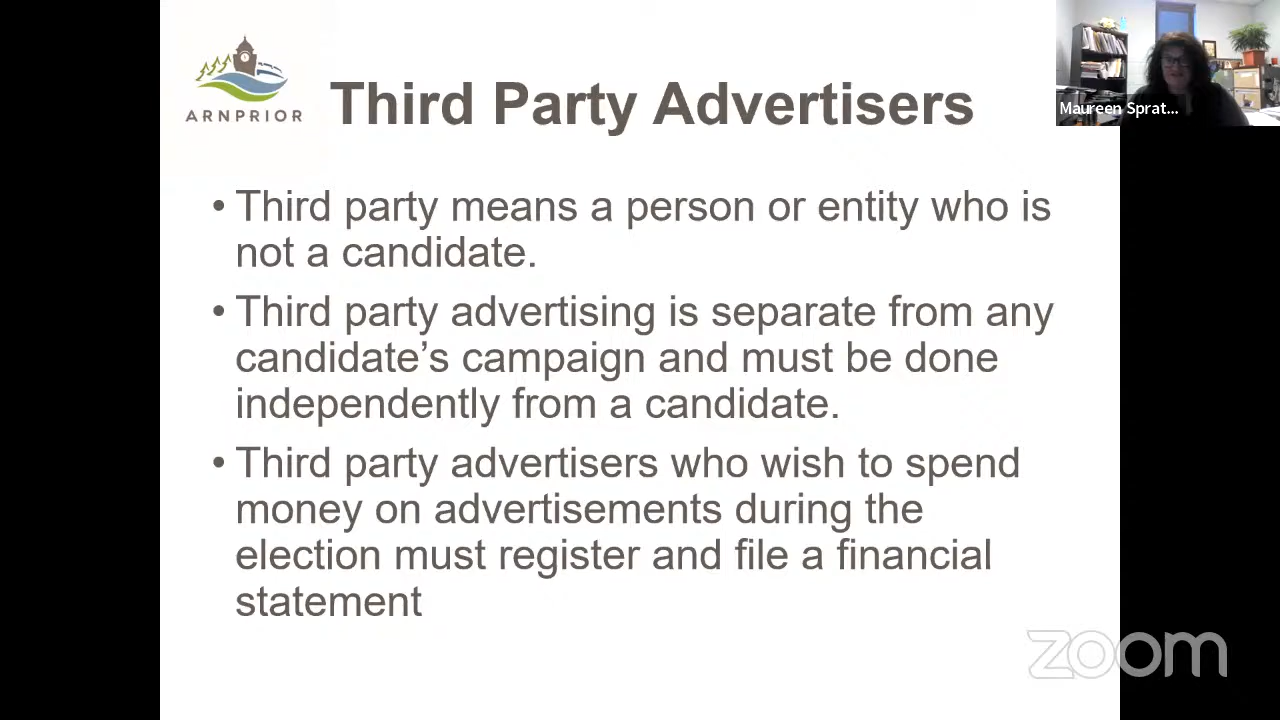 ARNPRIOR
Third Party Advertisers
Maureen Sprat...
• Third party means a person or entity who is
not a candidate.
• Third party advertising is separate from any
candidate’s campaign and must be done
independently from a candidate.
• Third party advertisers who wish to spend
money on advertisements during the
election must register and file a financial
statement
zoom